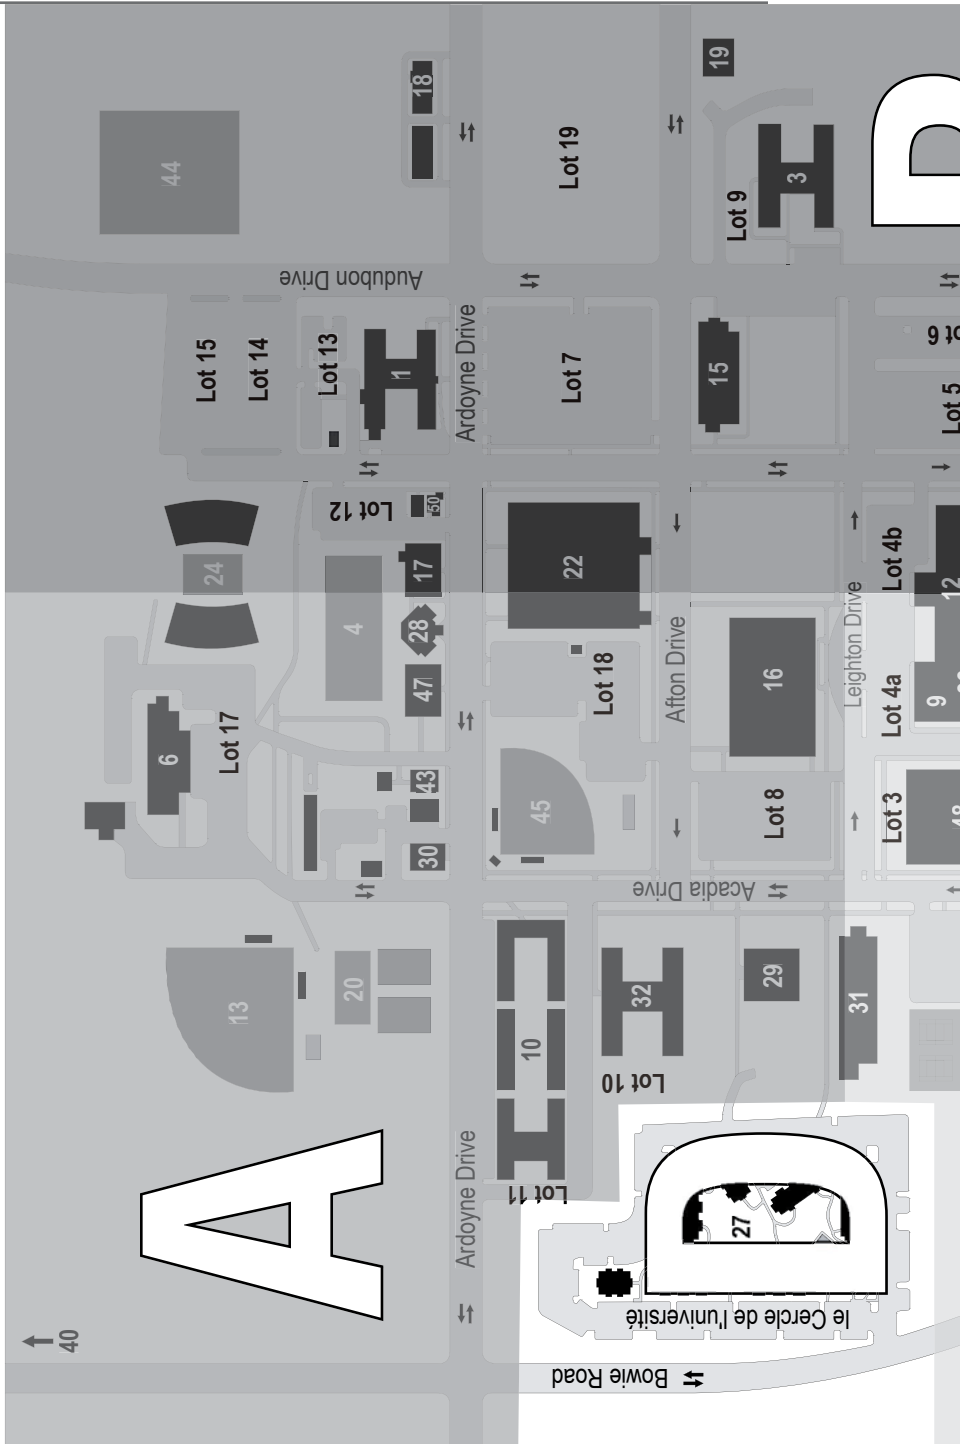 19
18
44
Lot 19
3
Lot 9
B
Audubon Drive
Lot 15
Lot 14
Lot 13
1
Ardoyne Drive
Lot 7
15
Lot 5
Lot 12
50
24
17
22
Lot 4b
12
4
28
Afton Drive
Leighton Drive
47
Lot 18
16
Lot 4a
9
6
Lot 17
43
45
Lot 8
Lot 3
48
30
Acadia Drive
13
20
10
32
29
31
Lot 10
A
Ardoyne Drive
Lot 11
D
27
le Cercle de l'université
40
Bowie Road